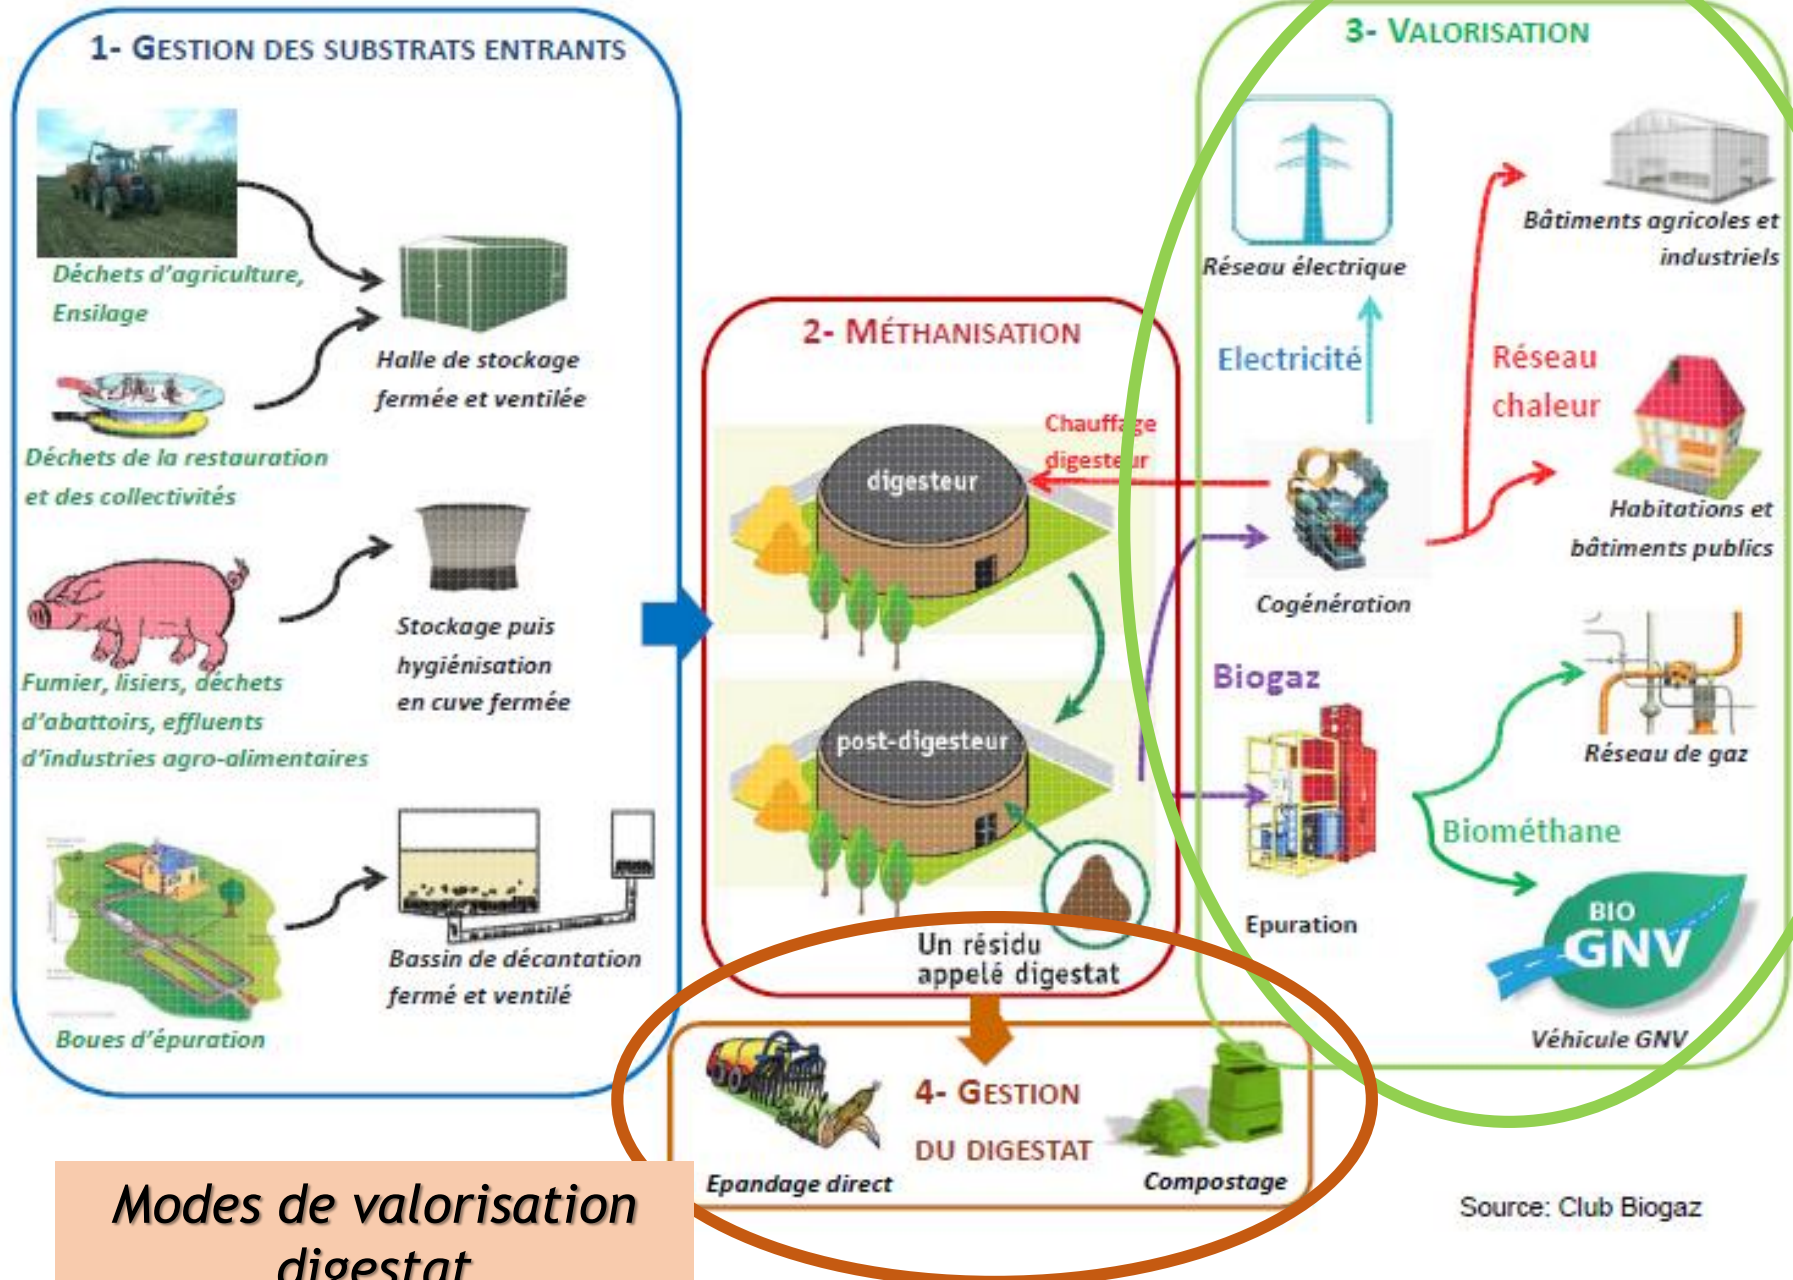 1- GESTION DES SUBSTRATS ENTRANTS
Déchets d'agriculture,
Ensilage
Halle de stockage
fermée et ventilée
Déchets de la restauration
et des collectivités
Stockage puis
hygiénisation
en cuve fermée
Fumier, lisiers, déchets
d'abattoirs, effluents
d'industries agro-alimentaires
Bassin de décantation
fermé et ventilé
Boues d'épuration
2- MÉTHANISATION
Chauffage
digesteur
digesteur
post-digesteur
Un résidu
appelé digestat
3- VALORISATION
Réseau électrique
Bâtiments agricoles et
industriels
Electricité
Réseau
chaleur
Habitations et
bâtiments publics
Cogénération
Biogaz
Réseau de gaz
Biométhane
Epuration
BIO
GNV
Véhicule GNV
4- GESTION
DU DIGESTAT
Epandage direct
Compostage
Modes de valorisation
digestat
Source: Club Biogaz